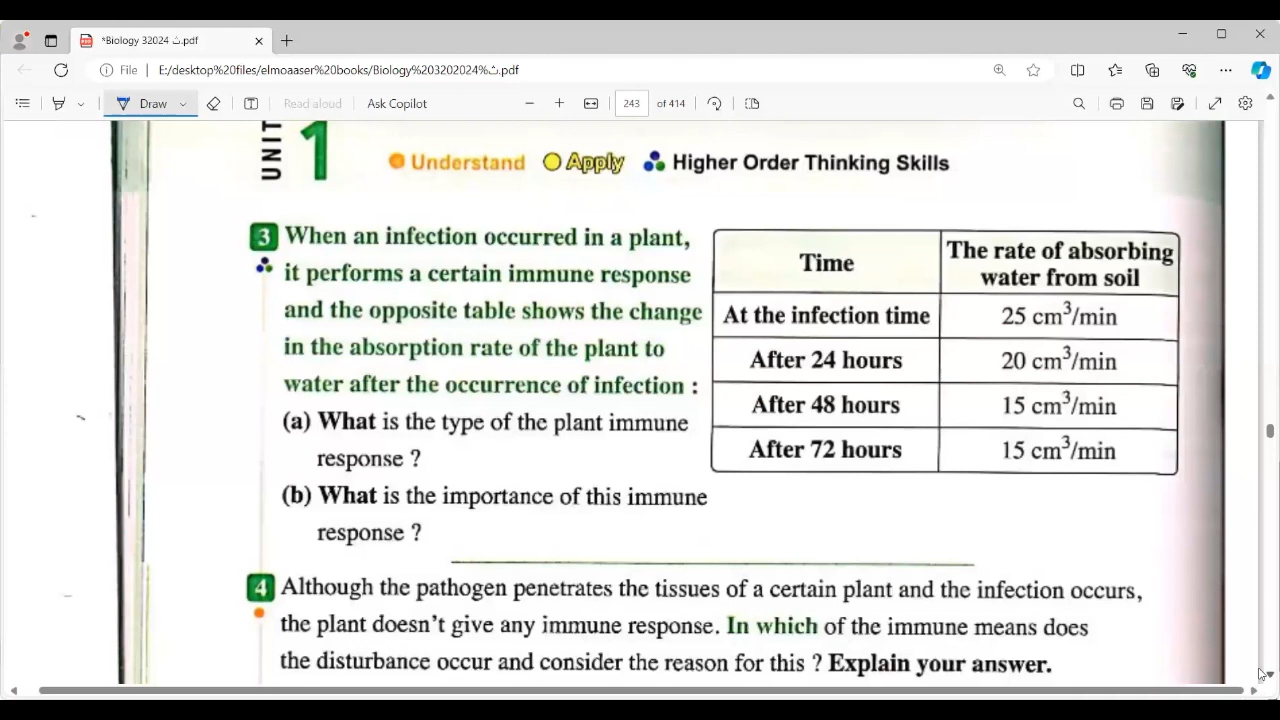 *Biology 32024 ث.pdf
File
E:/desktop%20files/elmoaaser%20books/Biology%203202024%ث.pdf
Draw
Read aloud
Ask Copilot
243 of 414
UNIT 1
Understand Apply Higher Order Thinking Skills
3 When an infection occurred in a plant,
it performs a certain immune response
and the opposite table shows the change
in the absorption rate of the plant to
water after the occurrence of infection :
(a) What is the type of the plant immune
response ?
(b) What is the importance of this immune
response ?
Time
The rate of absorbing
water from soil
At the infection time 25 cm³/min
After 24 hours 20 cm³/min
After 48 hours 15 cm³/min
After 72 hours 15 cm³/min
4 Although the pathogen penetrates the tissues of a certain plant and the infection occurs,
the plant doesn't give any immune response. In which of the immune means does
the disturbance occur and consider the reason for this ? Explain your answer.